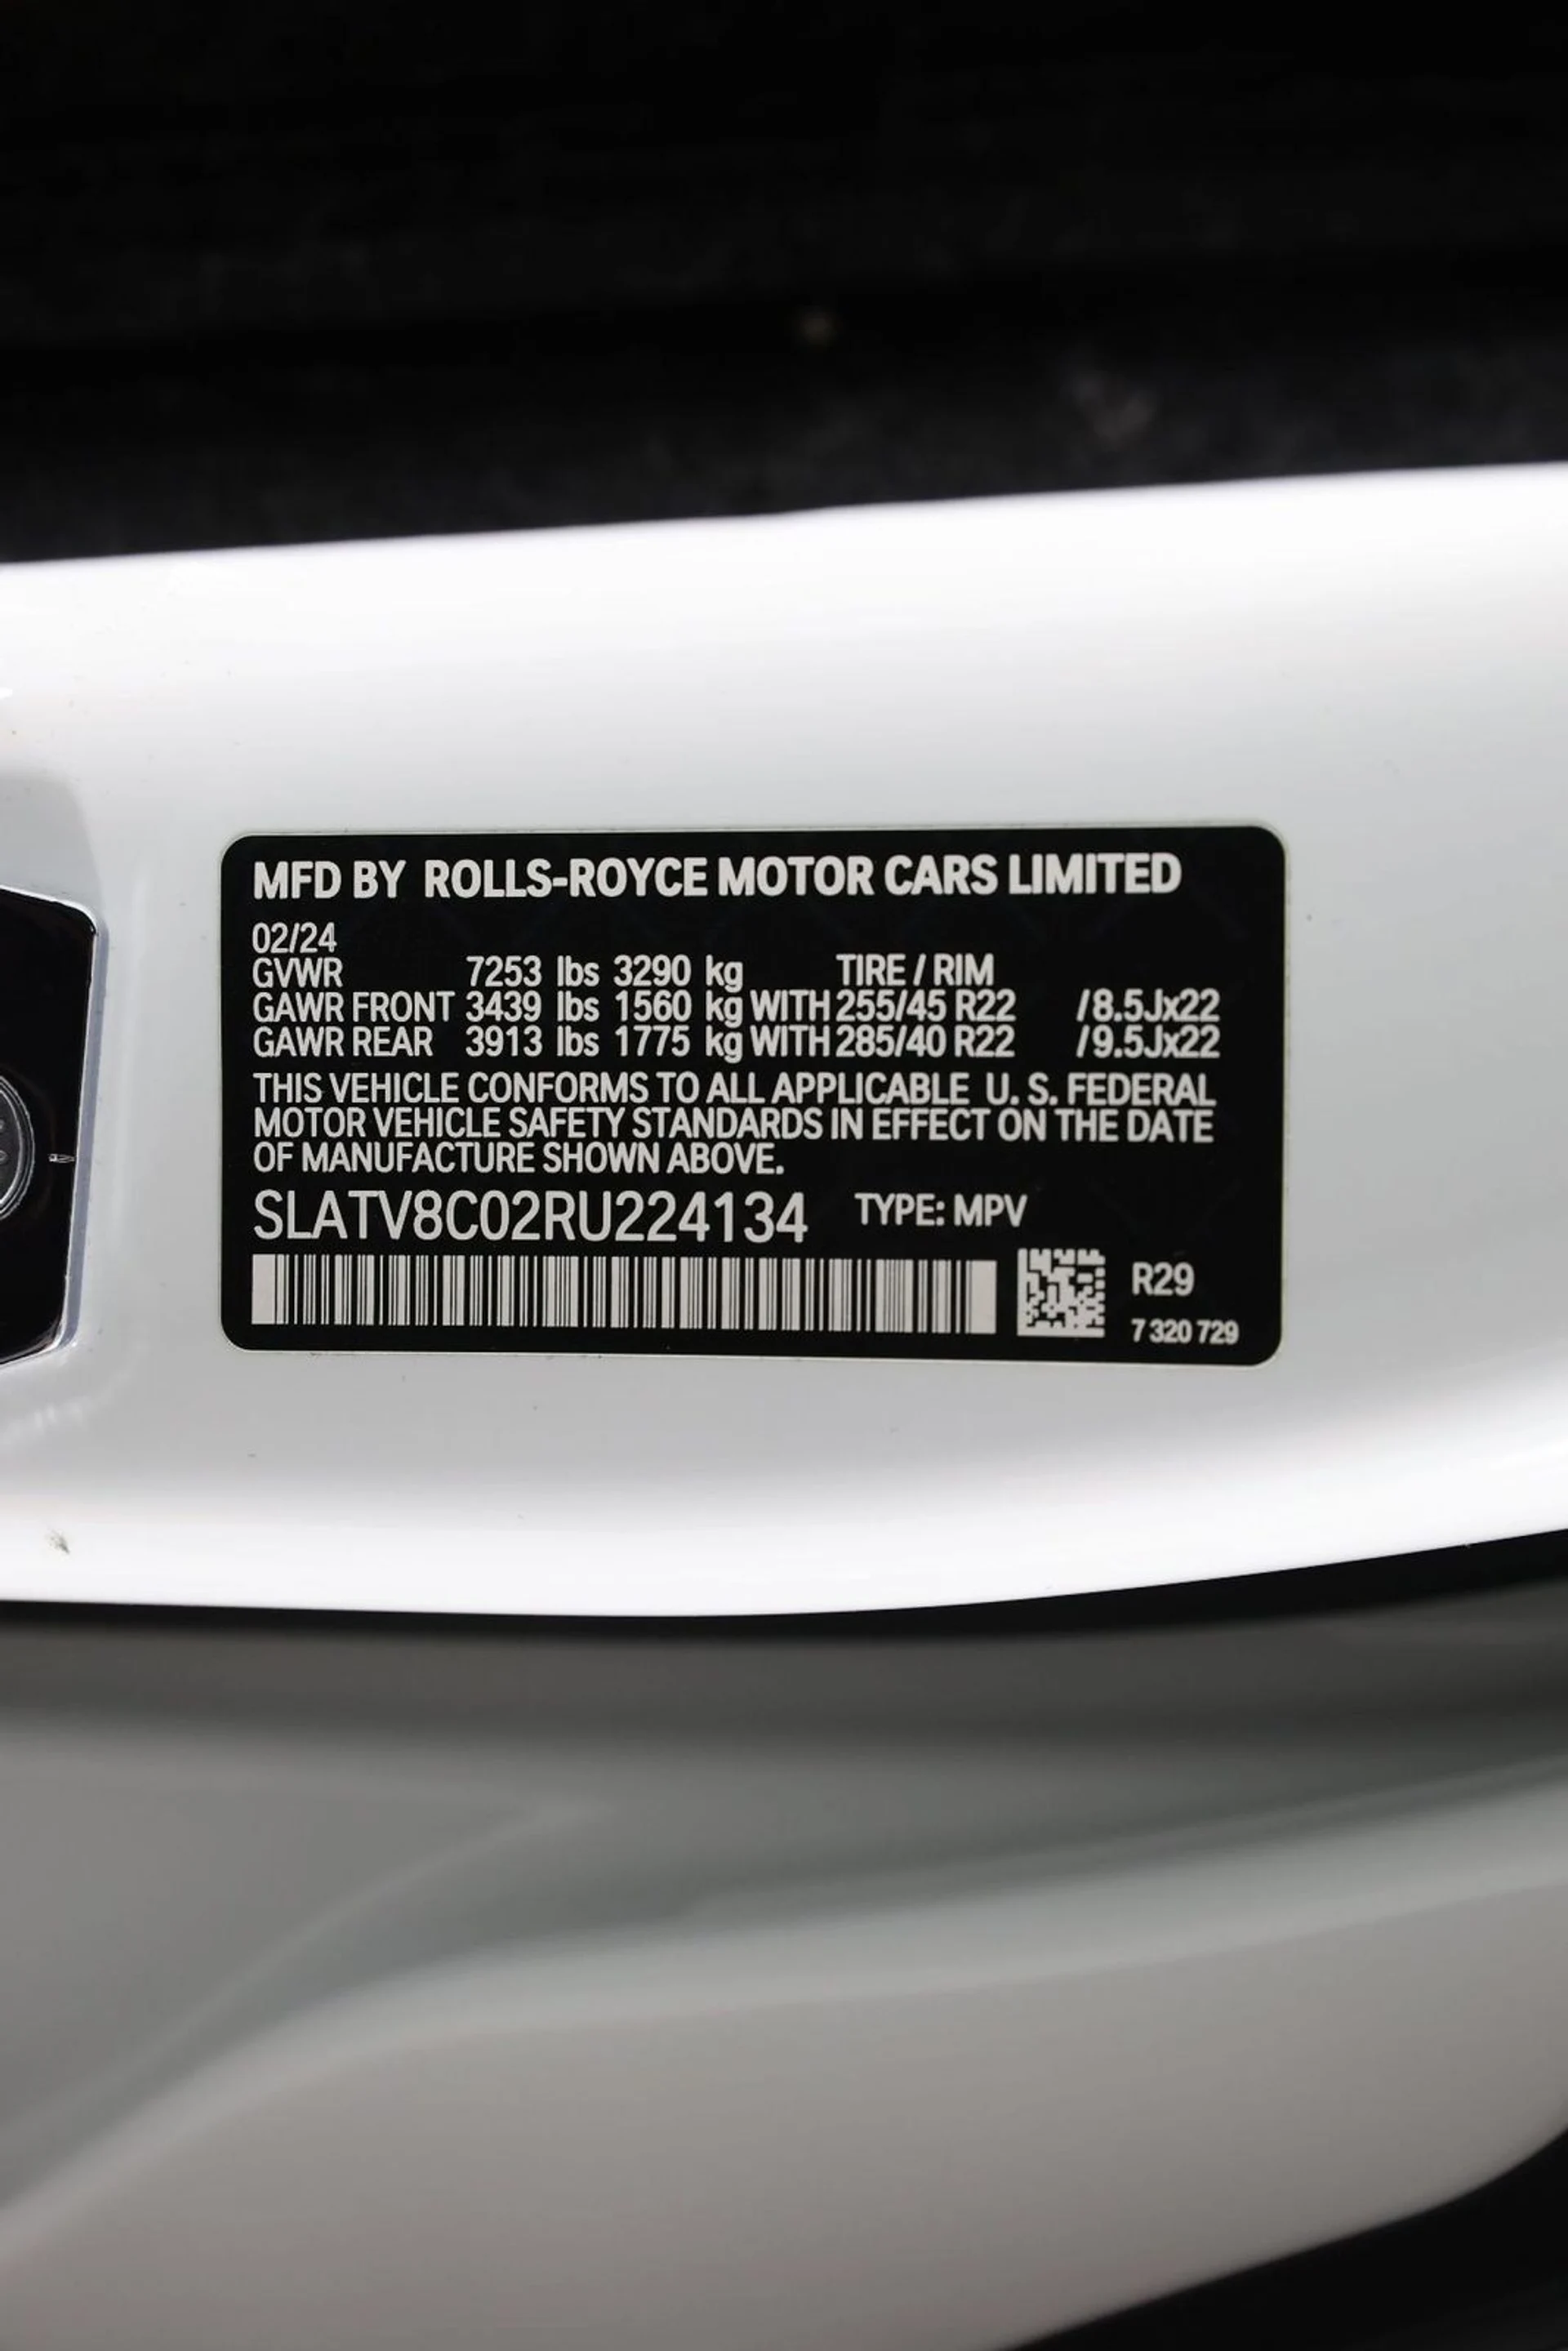 MFD BY ROLLS-ROYCE MOTOR CARS LIMITED
02/24
GVWR 7253 lbs 3290 kg TIRE / RIM
GAWR FRONT 3439 lbs 1560 kg WITH 255/45 R22 /8.5Jx22
GAWR REAR 3913 lbs 1775 kg WITH 285/40 R22 /9.5Jx22
THIS VEHICLE CONFORMS TO ALL APPLICABLE U. S. FEDERAL
MOTOR VEHICLE SAFETY STANDARDS IN EFFECT ON THE DATE
OF MANUFACTURE SHOWN ABOVE.
SLATV8C02RU224134 TYPE: MPV
R29
7 320 729